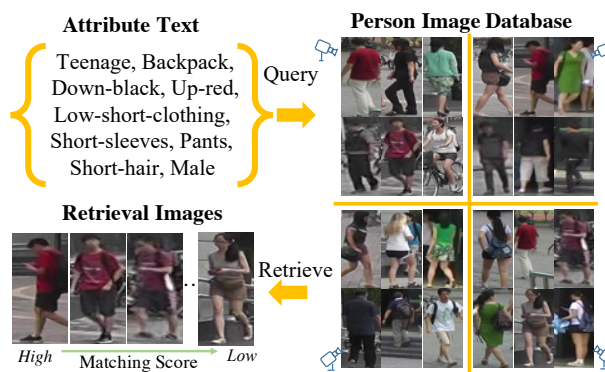 Attribute Text
Teenage, Backpack,
Down-black, Up-red,
Low-short-clothing,
Short-sleeves, Pants,
Short-hair, Male
Query
Person Image Database
Retrieval Images
Retrieve
...
High
Low
Matching Score